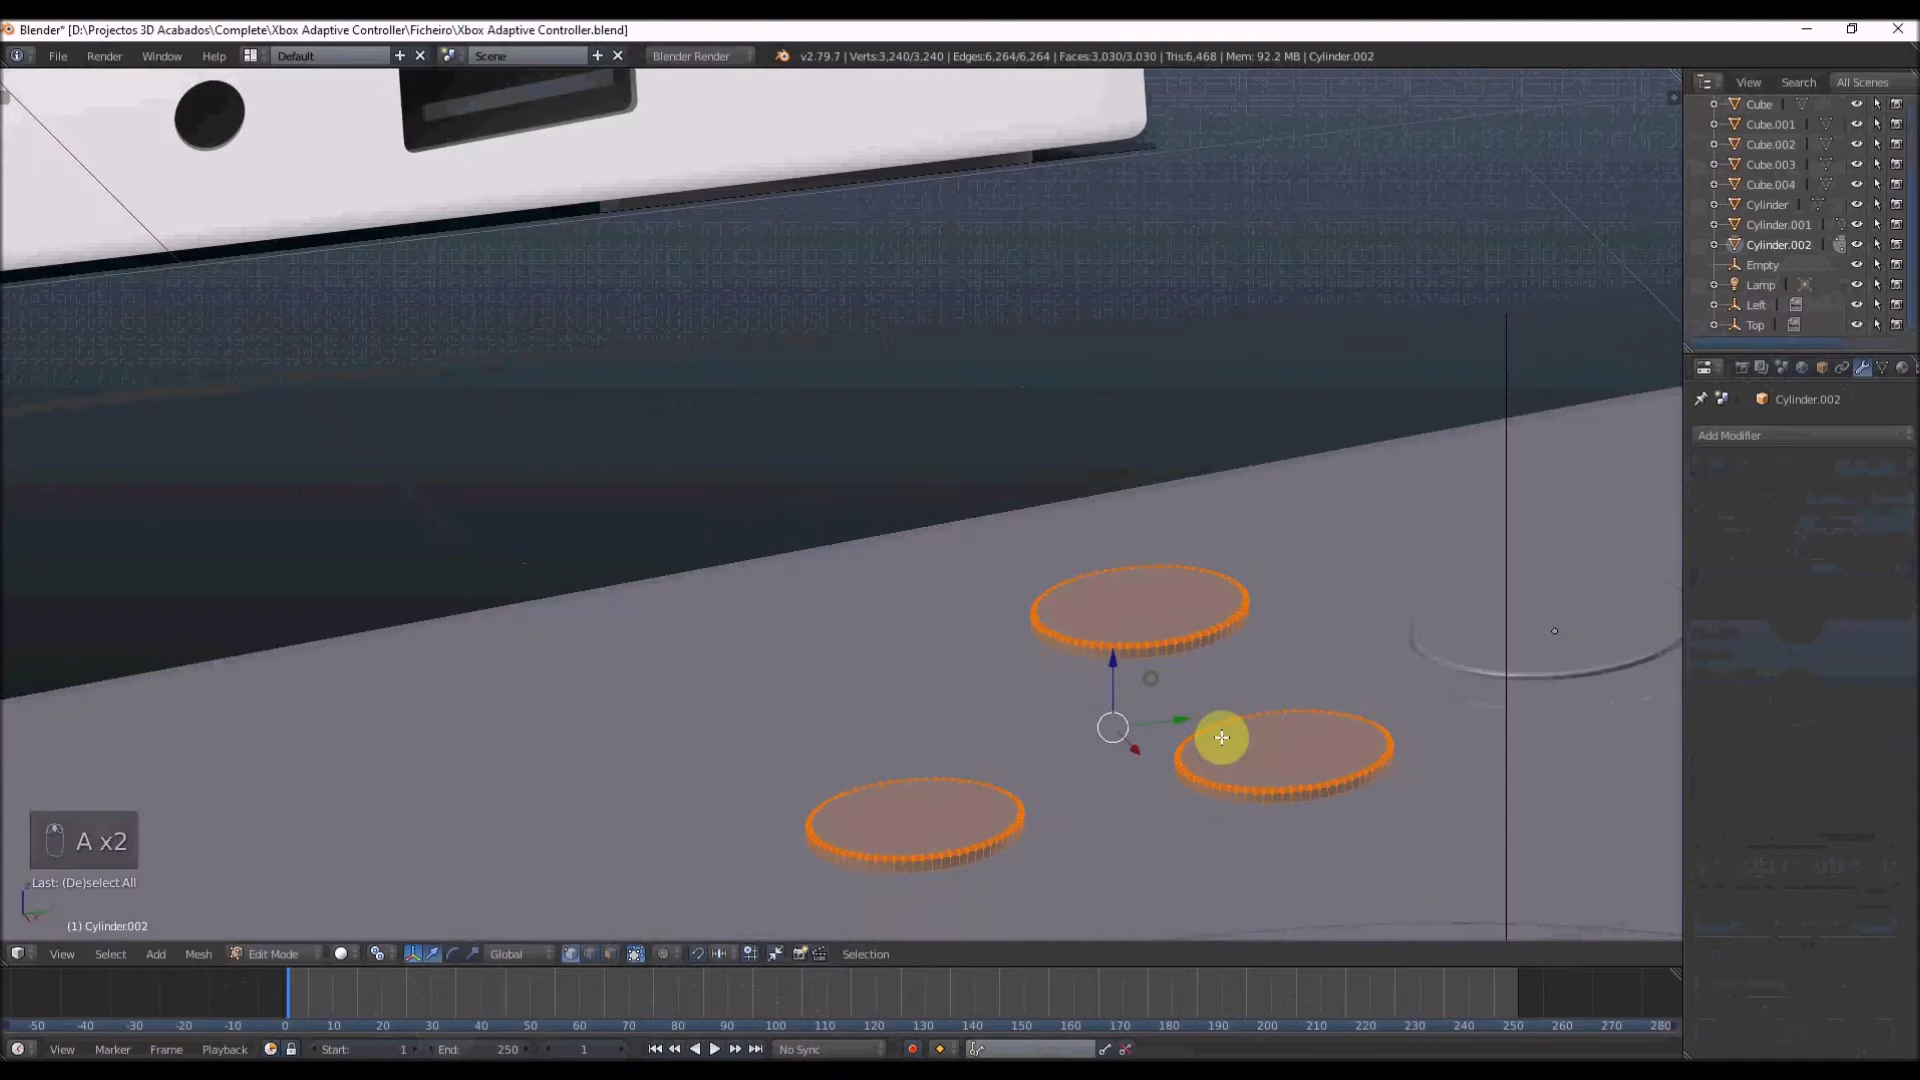 Blender* [D:\Projectos 3D Acabados\Complete\Xbox Adaptive Controller\Ficheiro\Xbox Adaptive Controller.blend]
File Render Window Help Default Scene Blender Render v2.79.7 | Verts:3,240/3,240 | Edges:6,264/6,264 | Faces:3,030/3,030 | Tris:6,468 | Mem: 92.2 MB | Cylinder.002
View Search All Scenes
Cube
Cube.001
Cube.002
Cube.003
Cube.004
Cylinder
Cylinder.001
Cylinder.002
Empty
Lamp
Left
Top
Cylinder.002
Add Modifier
A x2
Last: (De)select All
(1) Cylinder.002
View Select Add Mesh Edit Mode Global Selection
-50 -40 -30 -20 -10 0 10 20 30 40 50 60 70 80 90 100 110 120 130 140 150 160 170 180 190 200 210 220 230 240 250 260 270 280
View Marker Frame Playback Start: 1 End: 250 1 No Sync